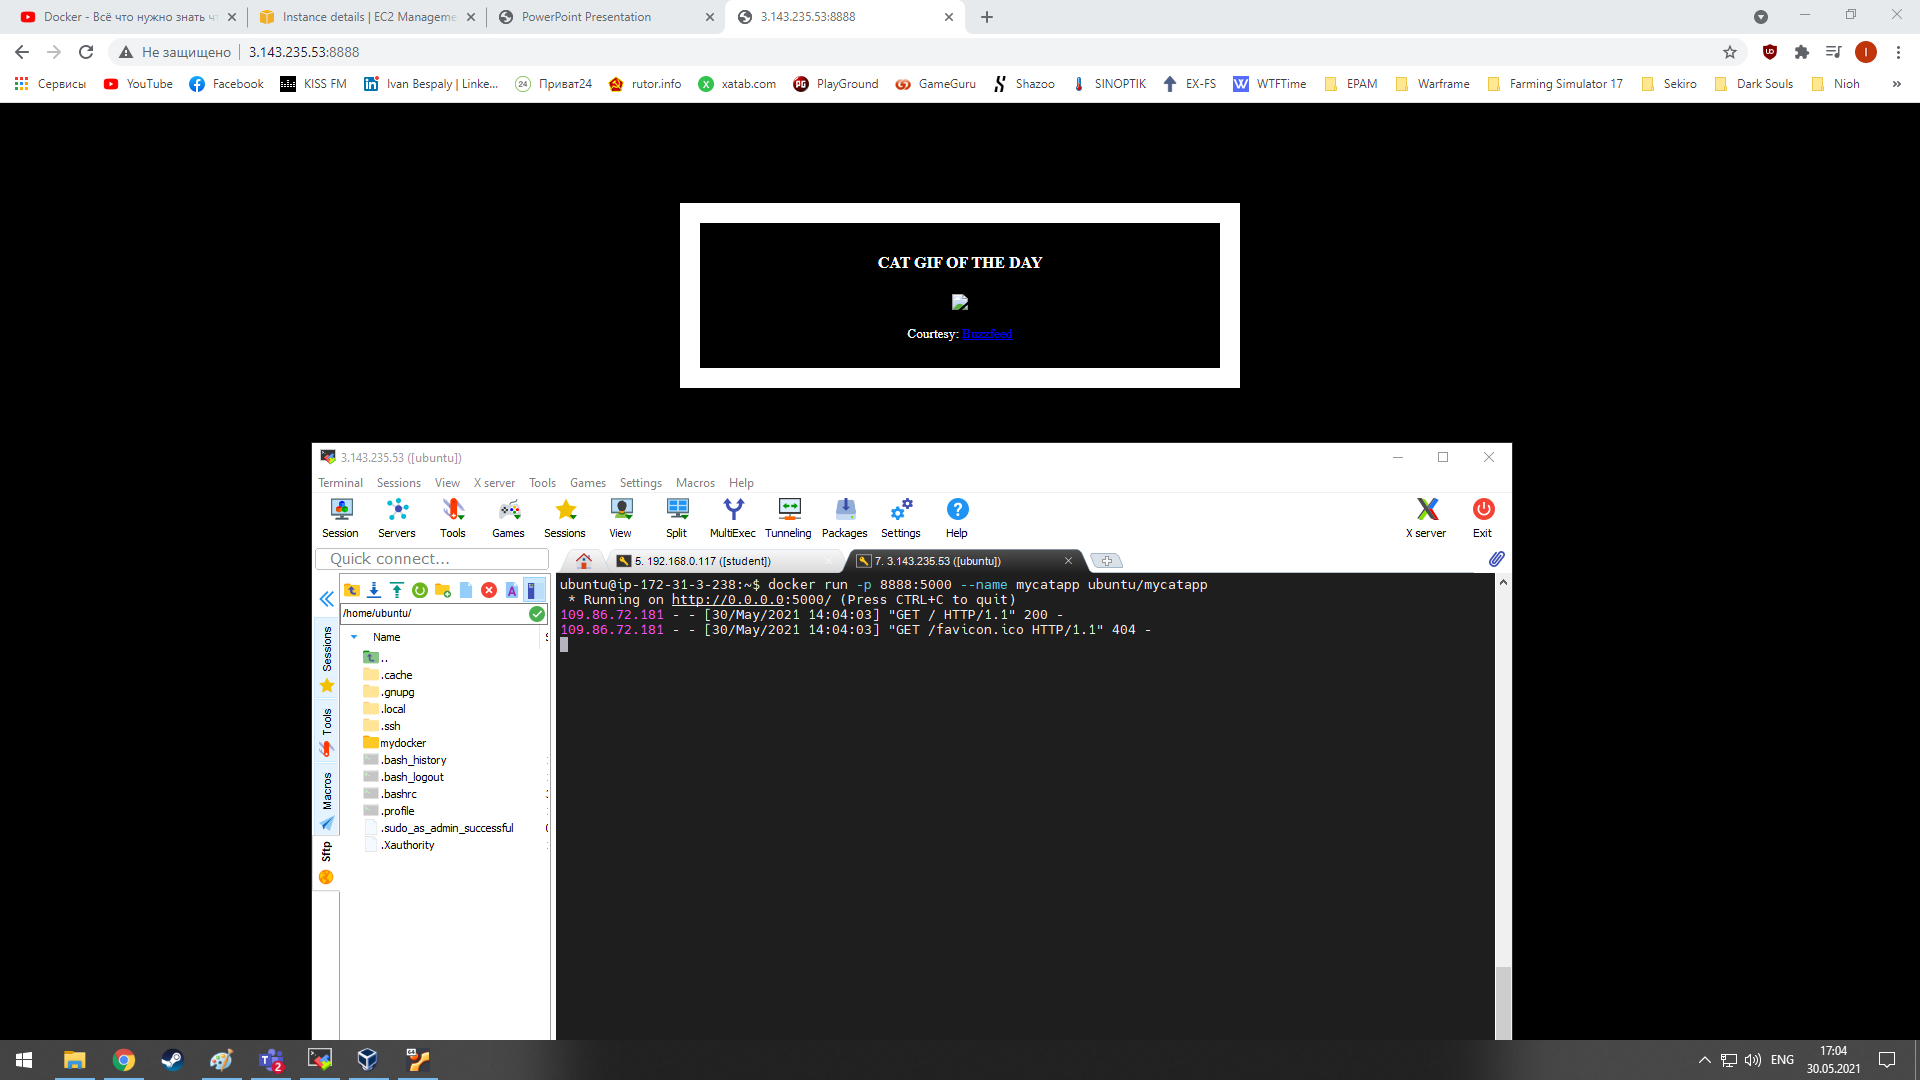 Docker - Всё что нужно знать чт
Instance details | EC2 Manageme
PowerPoint Presentation
3.143.235.53:8888
Не защищено
3.143.235.53:8888
Сервисы
YouTube
Facebook
KISS FM
Ivan Bespaly | Linke...
Приват24
rutor.info
xatab.com
PlayGround
GameGuru
Shazoo
SINOPTIK
EX-FS
WTFTime
EPAM
Warframe
Farming Simulator 17
Sekiro
Dark Souls
Nioh
»
CAT GIF OF THE DAY
Courtesy: Buzzfeed
3.143.235.53 ([ubuntu])
Terminal Sessions View X server Tools Games Settings Macros Help
Session Servers Tools Games Sessions View Split MultiExec Tunneling Packages Settings Help X server Exit
Quick connect...
5. 192.168.0.117 ([student])
7. 3.143.235.53 ([ubuntu])
/home/ubuntu/
Name
..
.cache
.gnupg
.local
.ssh
mydocker
.bash_history
.bash_logout
.bashrc
.profile
.sudo_as_admin_successful
.Xauthority
Sessions
Tools
Macros
Sftp
ubuntu@ip-172-31-3-238:~$ docker run -p 8888:5000 --name mycatapp ubuntu/mycatapp
* Running on http://0.0.0.0:5000/ (Press CTRL+C to quit)
109.86.72.181 - - [30/May/2021 14:04:03] "GET / HTTP/1.1" 200 -
109.86.72.181 - - [30/May/2021 14:04:03] "GET /favicon.ico HTTP/1.1" 404 -
2
ENG
17:04
30.05.2021